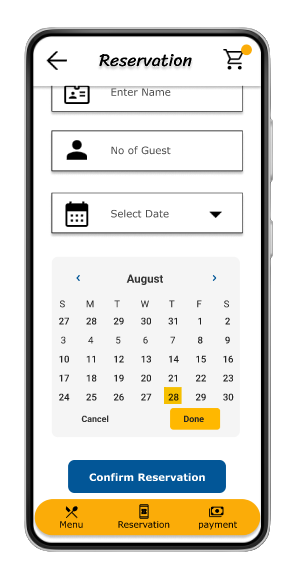 Reservation
Enter Name
No of Guest
Select Date
August
S M T W T F S
27 28 29 30 31 1 2
3 4 5 6 7 8 9
10 11 12 13 14 15 16
17 18 19 20 21 22 23
24 25 26 27 28 29 30
Cancel Done
Confirm Reservation
Menu Reservation payment